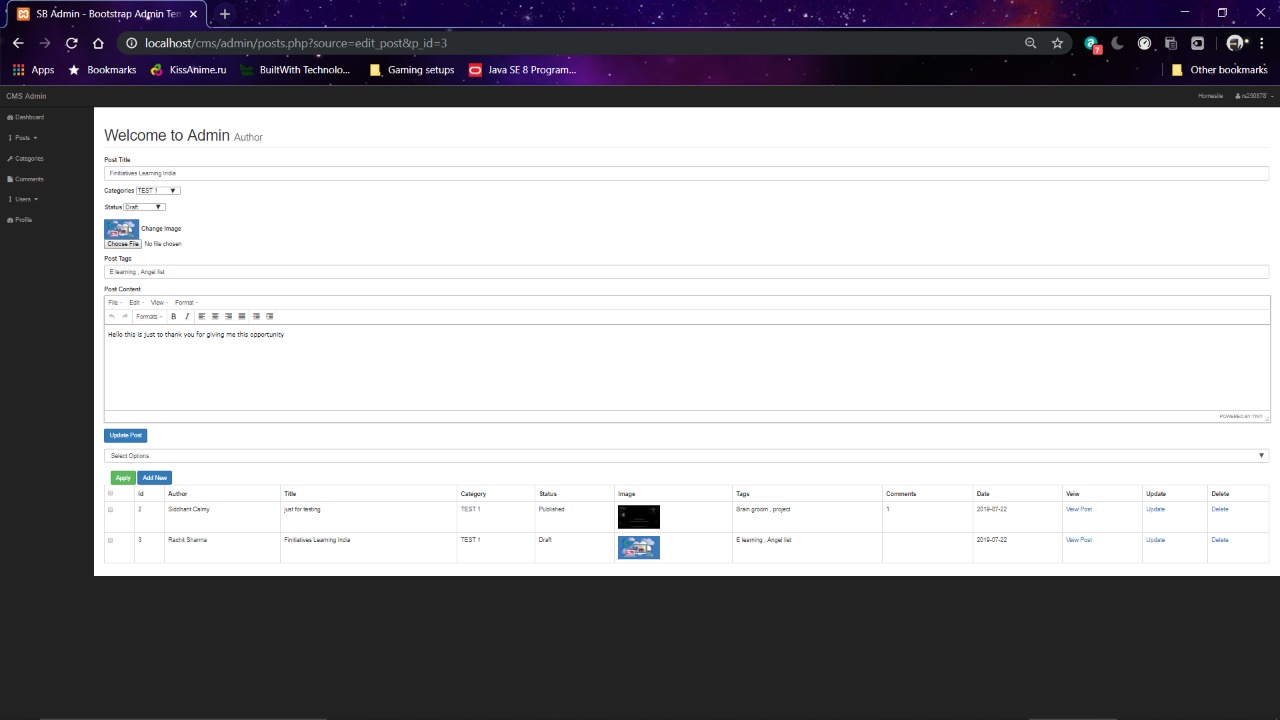 SB Admin - Bootstrap Admin Tem
localhost/cms/admin/posts.php?source=edit_post&p_id=3
7
Apps Bookmarks KissAnime.ru BuiltWith Technolo... Gaming setups Java SE 8 Program... Other bookmarks
CMS Admin Homesite
Dashboard
Posts
Categories
Comments
Users
Profile
Welcome to Admin Author
Post Title
Finitiatives Learning India
Categories TEST 1
Status Draft
Change Image
Choose File No file chosen
Post Tags
E learning , Angel list
Post Content
File Edit View Format
Formats B I
Hello this is just to thank you for giving me this opportunity
POWERED BY TINY
Update Post
Select Options
Apply Add New
Id Author Title Category Status Image Tags Comments Date Veiw Update Delete
2 Siddhant Calmy just for testing TEST 1 Published Brain groom , project 1 2019-07-22 Veiw Post Update Delete
3 Rachit Sharma Finitiatives Learning India TEST 1 Draft E learning , Angel list 2019-07-22 Veiw Post Update Delete